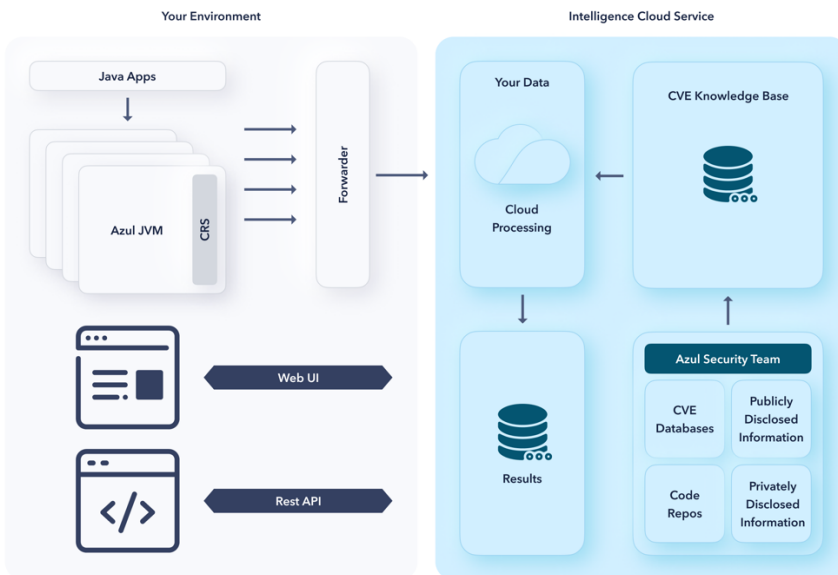 Your Environment
Intelligence Cloud Service
Java Apps
Azul JVM
CRS
Forwarder
Your Data
Cloud
Processing
CVE Knowledge Base
Web UI
Rest API
Results
Azul Security Team
CVE
Databases
Publicly
Disclosed
Information
Code
Repos
Privately
Disclosed
Information